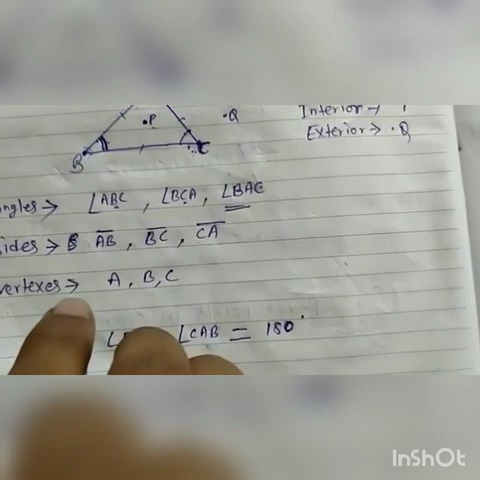 •P
•Q
B
C
Interior →
Exterior → •Q
ngles → ∠ABC , ∠BCA, ∠BAC
ides → AB , BC , CA
vertexes → A , B, C
∠CAB = 180°
InShOt